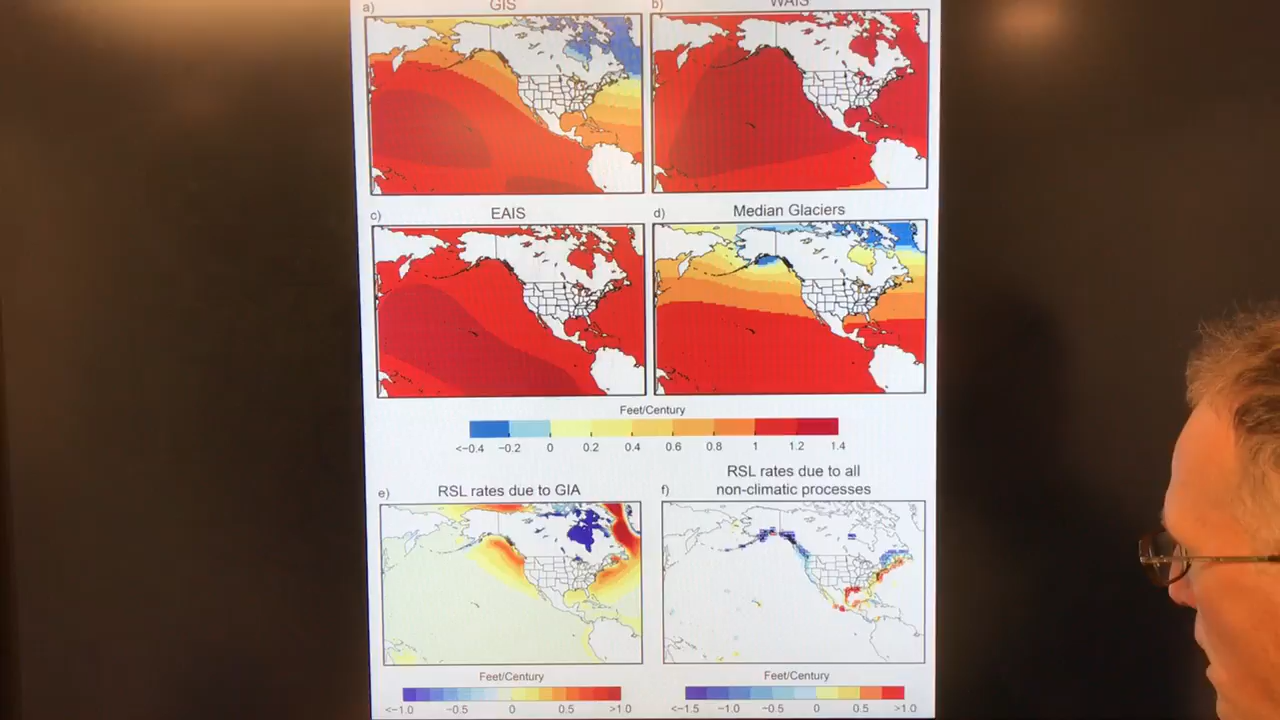 a) GIS
b) WAIS
c) EAIS
d) Median Glaciers
Feet/Century
<−0.4 −0.2 0 0.2 0.4 0.6 0.8 1 1.2 1.4
e) RSL rates due to GIA
f) RSL rates due to all
non-climatic processes
Feet/Century
<−1.0 −0.5 0 0.5 >1.0
Feet/Century
<−1.5 −1.0 −0.5 0 0.5 >1.0